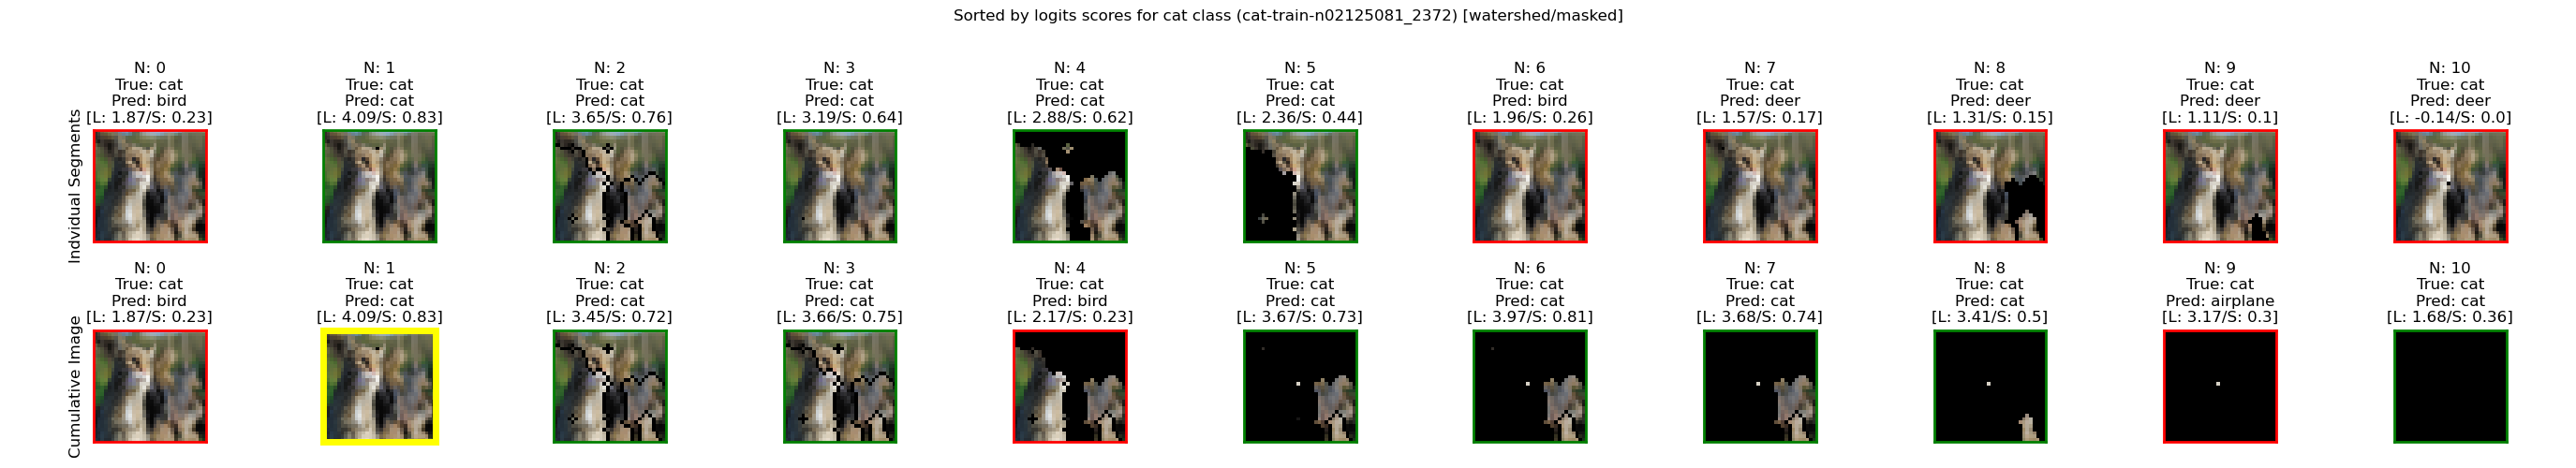 Sorted by logits scores for cat class (cat-train-n02125081_2372) [watershed/masked]
Indvidual Segments
N: 0
True: cat
Pred: bird
[L: 1.87/S: 0.23]
N: 1
True: cat
Pred: cat
[L: 4.09/S: 0.83]
N: 2
True: cat
Pred: cat
[L: 3.65/S: 0.76]
N: 3
True: cat
Pred: cat
[L: 3.19/S: 0.64]
N: 4
True: cat
Pred: cat
[L: 2.88/S: 0.62]
N: 5
True: cat
Pred: cat
[L: 2.36/S: 0.44]
N: 6
True: cat
Pred: bird
[L: 1.96/S: 0.26]
N: 7
True: cat
Pred: deer
[L: 1.57/S: 0.17]
N: 8
True: cat
Pred: deer
[L: 1.31/S: 0.15]
N: 9
True: cat
Pred: deer
[L: 1.11/S: 0.1]
N: 10
True: cat
Pred: deer
[L: -0.14/S: 0.0]
Cumulative Image
N: 0
True: cat
Pred: bird
[L: 1.87/S: 0.23]
N: 1
True: cat
Pred: cat
[L: 4.09/S: 0.83]
N: 2
True: cat
Pred: cat
[L: 3.45/S: 0.72]
N: 3
True: cat
Pred: cat
[L: 3.66/S: 0.75]
N: 4
True: cat
Pred: bird
[L: 2.17/S: 0.23]
N: 5
True: cat
Pred: cat
[L: 3.67/S: 0.73]
N: 6
True: cat
Pred: cat
[L: 3.97/S: 0.81]
N: 7
True: cat
Pred: cat
[L: 3.68/S: 0.74]
N: 8
True: cat
Pred: cat
[L: 3.41/S: 0.5]
N: 9
True: cat
Pred: airplane
[L: 3.17/S: 0.3]
N: 10
True: cat
Pred: cat
[L: 1.68/S: 0.36]